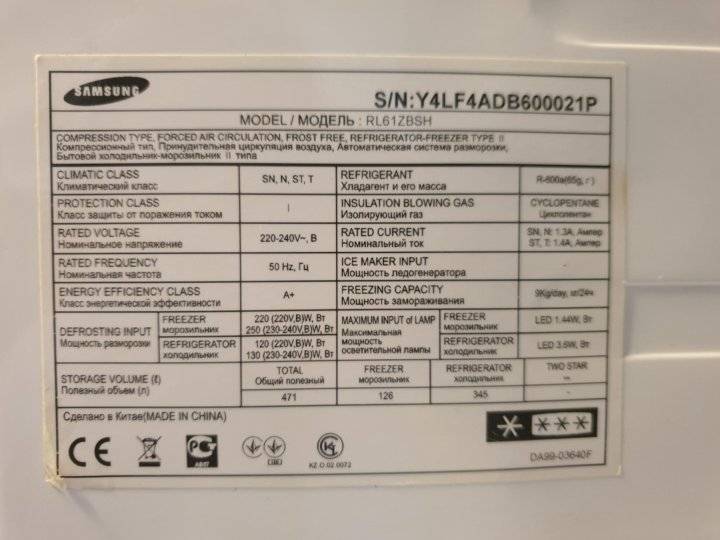 SAMSUNG
S/N:Y4LF4ADB600021P
MODEL / МОДЕЛЬ : RL61ZBSH
COMPRESSION TYPE, FORCED AIR CIRCULATION, FROST FREE, REFRIGERATOR-FREEZER TYPE II
Компрессионный тип, Принудительная циркуляция воздуха, Автоматическая система разморозки,
Бытовой холодильник-морозильник II типа
CLIMATIC CLASS
Климатический класс
SN, N, ST, T
REFRIGERANT
Хладагент и его масса
R-600a(65g, г )
PROTECTION CLASS
Класс защиты от поражения током
I
INSULATION BLOWING GAS
Изолирующий газ
CYCLOPENTANE
Циклопентан
RATED VOLTAGE
Номинальное напряжение
220-240V~, В
RATED CURRENT
Номинальный ток
SN, N: 1.3A, Ампер
ST, T: 1.4A, Ампер
RATED FREQUENCY
Номинальная частота
50 Hz, Гц
ICE MAKER INPUT
Мощность ледогенератора
-
ENERGY EFFICIENCY CLASS
Класс энергетической эффективности
A+
FREEZING CAPACITY
Мощность замораживания
9Kg/day, кг/24ч
DEFROSTING INPUT
Мощность разморозки
FREEZER
морозильник
220 (220V,В)W, Вт
250 (230-240V,В)W, Вт
REFRIGERATOR
холодильник
120 (220V,В)W, Вт
130 (230-240V,В)W, Вт
MAXIMUM INPUT of LAMP
Максимальная
мощность
осветительной лампы
FREEZER
морозильник
LED 1.44W, Вт
REFRIGERATOR
холодильник
LED 3.6W, Вт
STORAGE VOLUME (ℓ)
Полезный объем (л)
TOTAL
Общий полезный
FREEZER
морозильник
REFRIGERATOR
холодильник
TWO STAR
**
471
126
345
-
Сделано в Китае(MADE IN CHINA)
CE
АВ57
KZ.O.02.0072
DA99-03640F